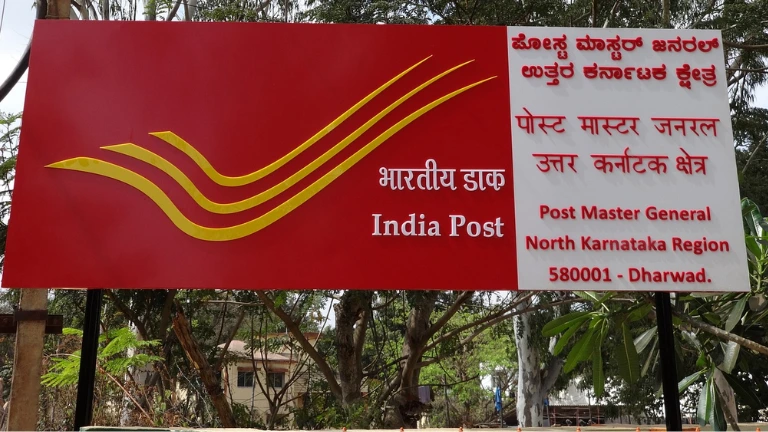 भारतीय डाक
India Post
ಪೋಸ್ಟ ಮಾಸ್ಟರ್ ಜನರಲ್
ಉತ್ತರ ಕರ್ನಾಟಕ ಕ್ಷೇತ್ರ
पोस्ट मास्टर जनरल
उत्तर कर्नाटक क्षेत्र
Post Master General
North Karnataka Region
580001 - Dharwad.